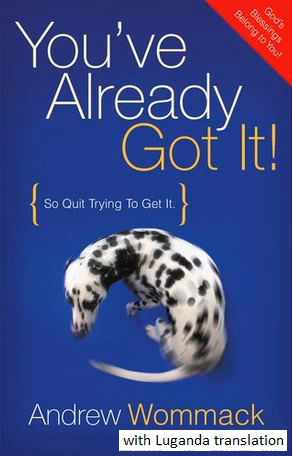 God's
Blessings
Belong to You!
You've
Already
Got It!
{ So Quit Trying To Get It. }
Andrew Wommack
with Luganda translation